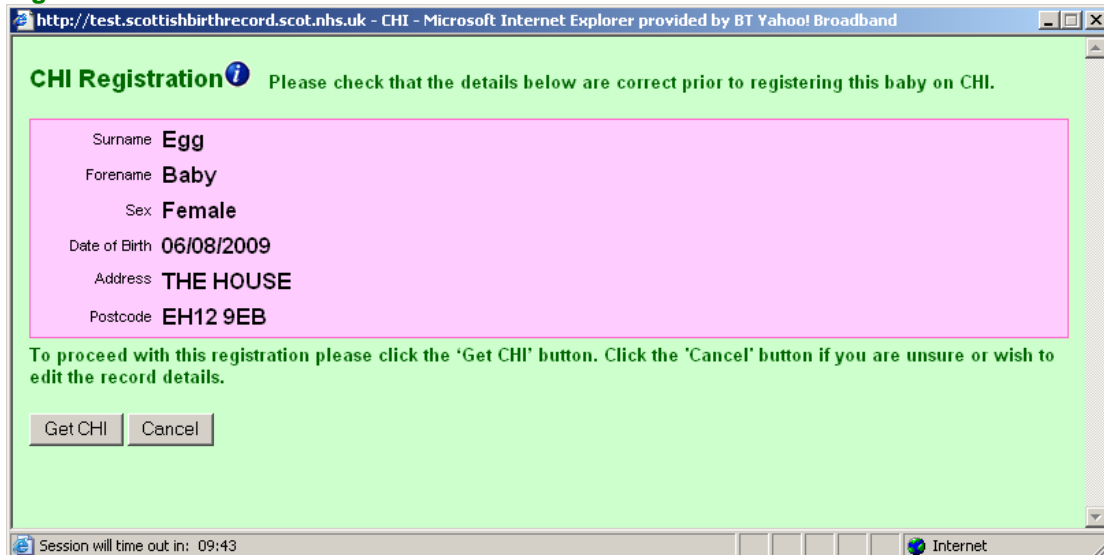 http://test.scottishbirthrecord.scot.nhs.uk - CHI - Microsoft Internet Explorer provided by BT Yahoo! Broadband
CHI Registration i Please check that the details below are correct prior to registering this baby on CHI.
Surname Egg
Forename Baby
Sex Female
Date of Birth 06/08/2009
Address THE HOUSE
Postcode EH12 9EB
To proceed with this registration please click the ‘Get CHI’ button. Click the 'Cancel' button if you are unsure or wish to
edit the record details.
Get CHI Cancel
Session will time out in: 09:43 Internet